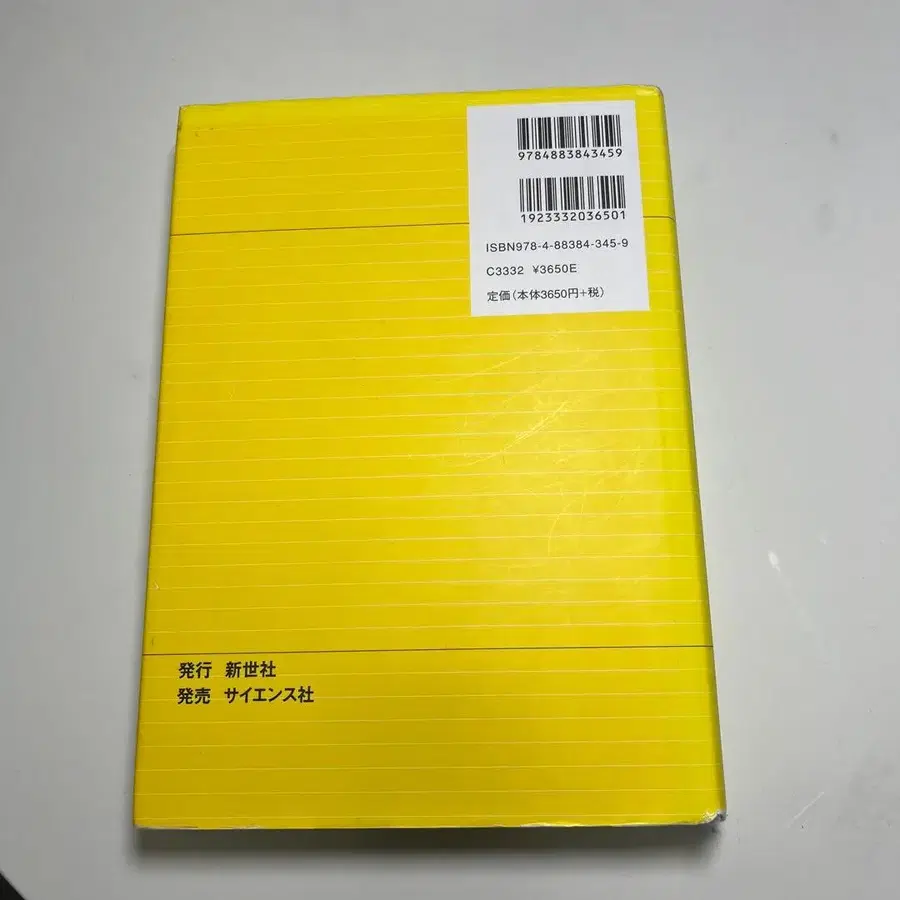 9784883843459
1923332036501
ISBN978-4-88384-345-9
C3332 ¥3650E
定価(本体3650円+税)
発行 新世社
発売 サイエンス社